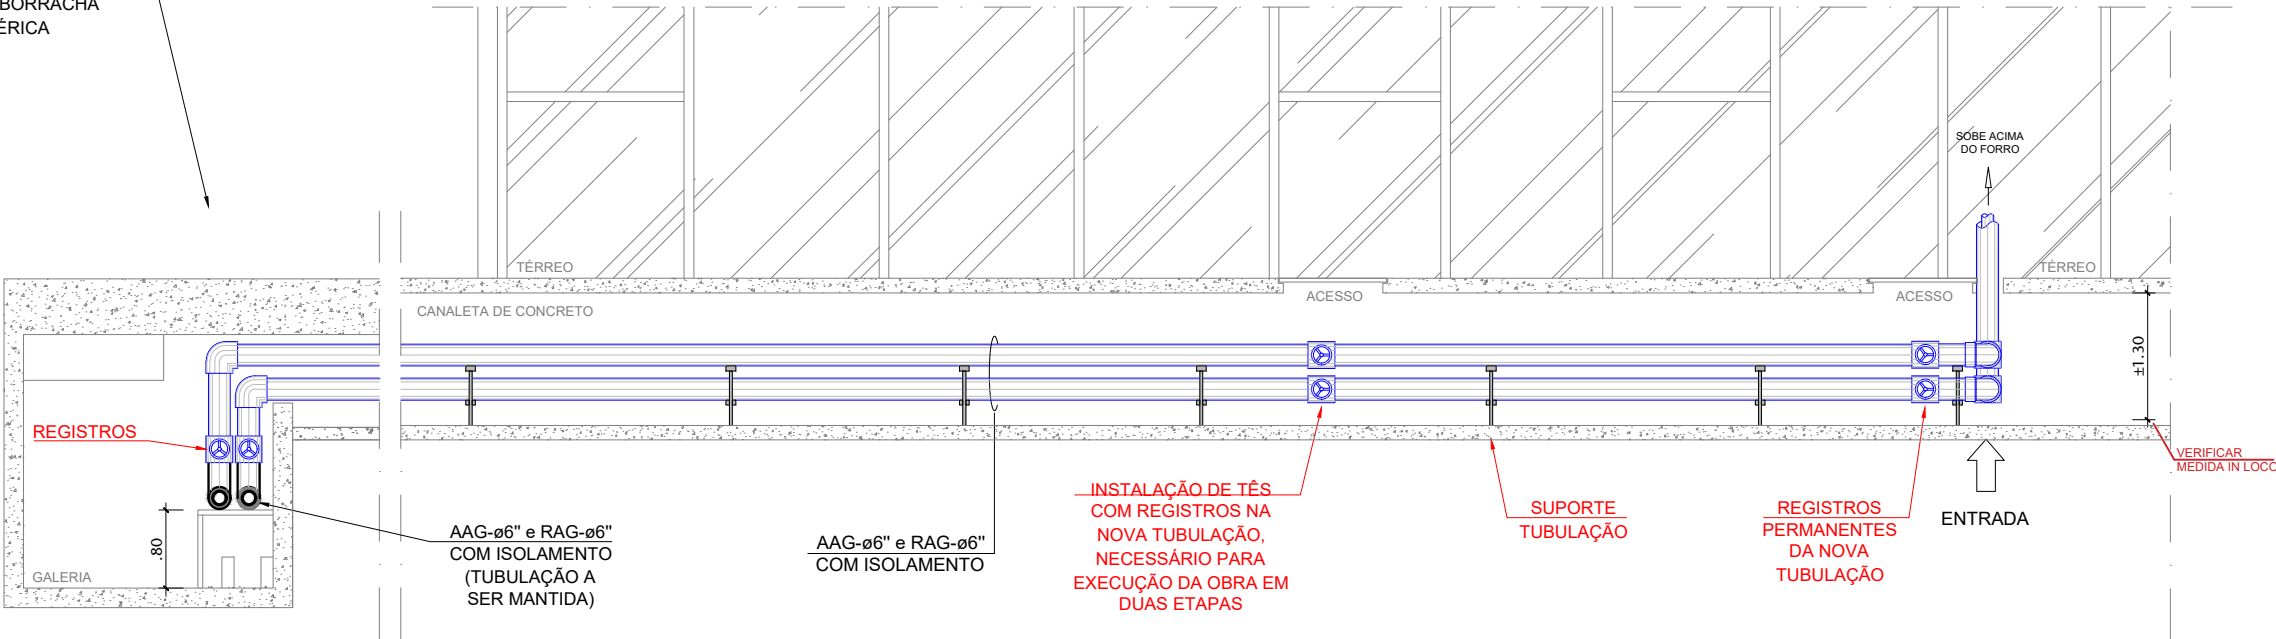 BORRACHA
ÉRICA
SOBE ACIMA
DO FORRO
TÉRREO
TÉRREO
CANALETA DE CONCRETO
ACESSO
ACESSO
±1.30
REGISTROS
VERIFICAR
MEDIDA IN LOCO
.80
GALERIA
AAG-ø6" e RAG-ø6"
COM ISOLAMENTO
(TUBULAÇÃO A
SER MANTIDA)
AAG-ø6" e RAG-ø6"
COM ISOLAMENTO
INSTALAÇÃO DE TÊS
COM REGISTROS NA
NOVA TUBULAÇÃO,
NECESSÁRIO PARA
EXECUÇÃO DA OBRA EM
DUAS ETAPAS
SUPORTE
TUBULAÇÃO
REGISTROS
PERMANENTES
DA NOVA
TUBULAÇÃO
ENTRADA